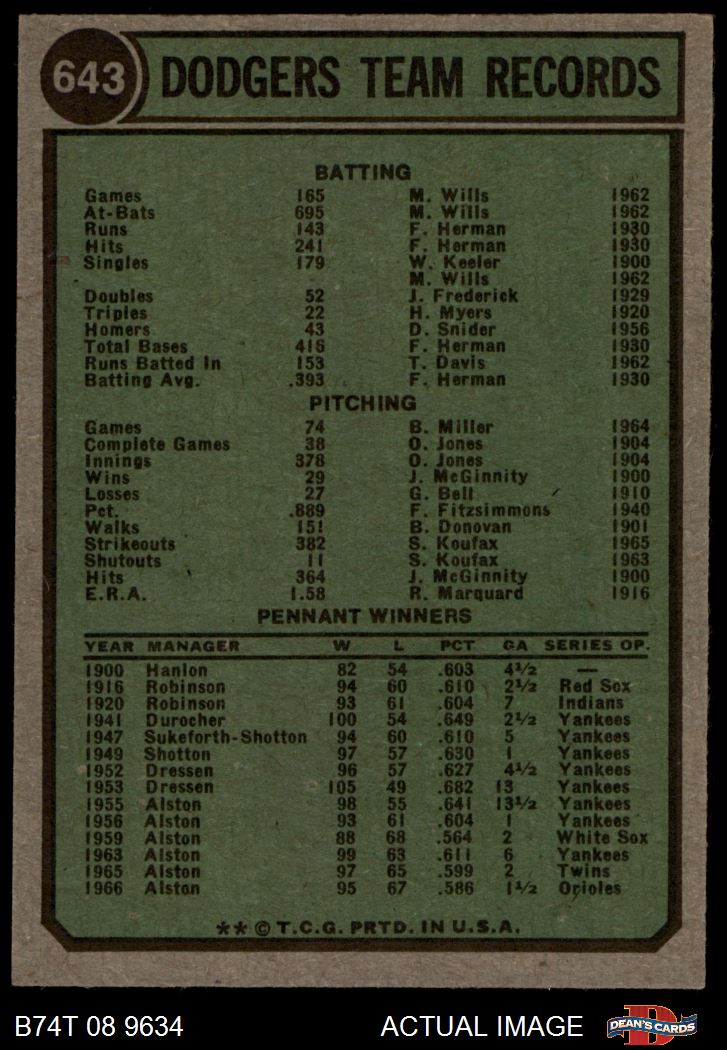 643 DODGERS TEAM RECORDS
BATTING
Games 165 M. Wills 1962
At-Bats 695 M. Wills 1962
Runs 143 F. Herman 1930
Hits 241 F. Herman 1930
Singles 179 W. Keeler 1900
M. Wills 1962
Doubles 52 J. Frederick 1929
Triples 22 H. Myers 1920
Homers 43 D. Snider 1956
Total Bases 416 F. Herman 1930
Runs Batted In 153 T. Davis 1962
Batting Avg. .393 F. Herman 1930
PITCHING
Games 74 B. Miller 1964
Complete Games 38 O. Jones 1904
Innings 378 O. Jones 1904
Wins 29 J. McGinnity 1900
Losses 27 G. Bell 1910
Pct. .889 F. Fitzsimmons 1940
Walks 151 B. Donovan 1901
Strikeouts 382 S. Koufax 1965
Shutouts 11 S. Koufax 1963
Hits 364 J. McGinnity 1900
E.R.A. 1.58 R. Marquard 1916
PENNANT WINNERS
YEAR MANAGER W L PCT GA SERIES OP.
1900 Hanlon 82 54 .603 4½ —
1916 Robinson 94 60 .610 2½ Red Sox
1920 Robinson 93 61 .604 7 Indians
1941 Durocher 100 54 .649 2½ Yankees
1947 Sukeforth-Shotton 94 60 .610 5 Yankees
1949 Shotton 97 57 .630 1 Yankees
1952 Dressen 96 57 .627 4½ Yankees
1953 Dressen 105 49 .682 13 Yankees
1955 Alston 98 55 .641 13½ Yankees
1956 Alston 93 61 .604 1 Yankees
1959 Alston 88 68 .564 2 White Sox
1963 Alston 99 63 .611 6 Yankees
1965 Alston 97 65 .599 2 Twins
1966 Alston 95 67 .586 1½ Orioles
** © T.C.G. PRTD. IN U.S.A.
B74T 08 9634 ACTUAL IMAGE D DEAN'S CARDS